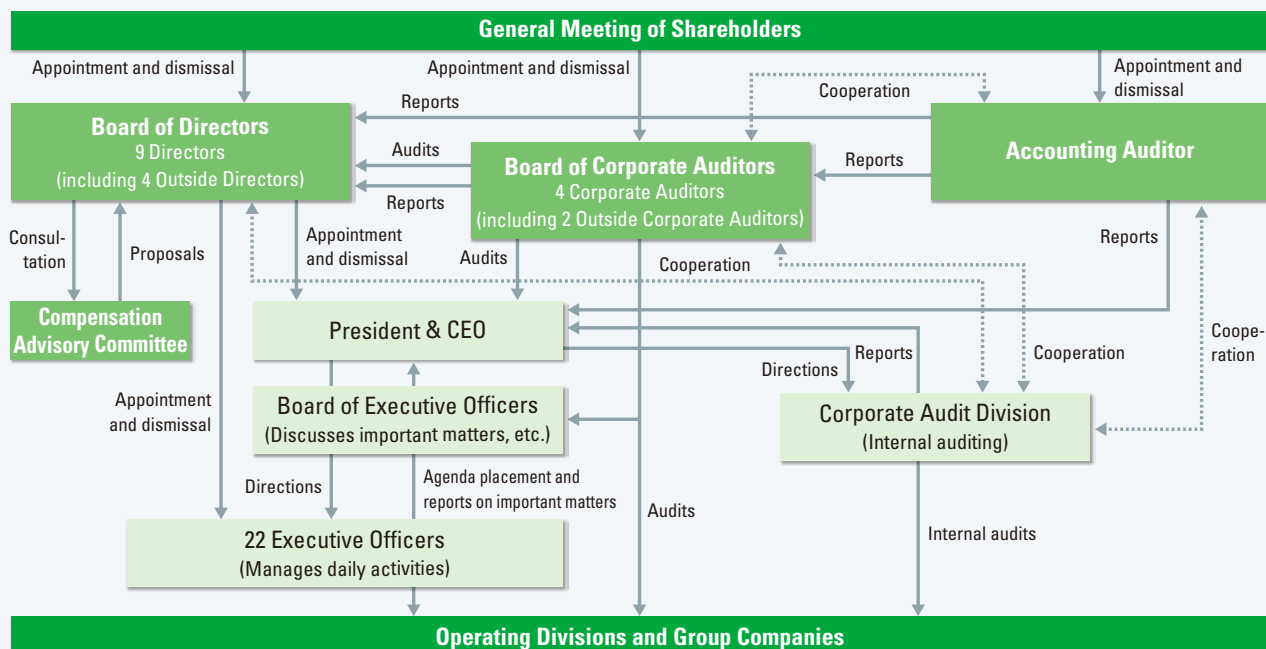 General Meeting of Shareholders
Appointment and dismissal
Appointment and dismissal
Appointment and
dismissal
Cooperation
Reports
Board of Directors
9 Directors
(including 4 Outside Directors)
Audits
Reports
Board of Corporate Auditors
4 Corporate Auditors
(including 2 Outside Corporate Auditors)
Reports
Accounting Auditor
Consul-
tation
Proposals
Appointment
and dismissal
Audits
Cooperation
Reports
Compensation
Advisory Committee
President & CEO
Directions
Reports
Cooperation
Coope-
ration
Appointment
and dismissal
Board of Executive Officers
(Discusses important matters, etc.)
Corporate Audit Division
(Internal auditing)
Directions
Agenda placement and
reports on important matters
Audits
Internal audits
22 Executive Officers
(Manages daily activities)
Operating Divisions and Group Companies